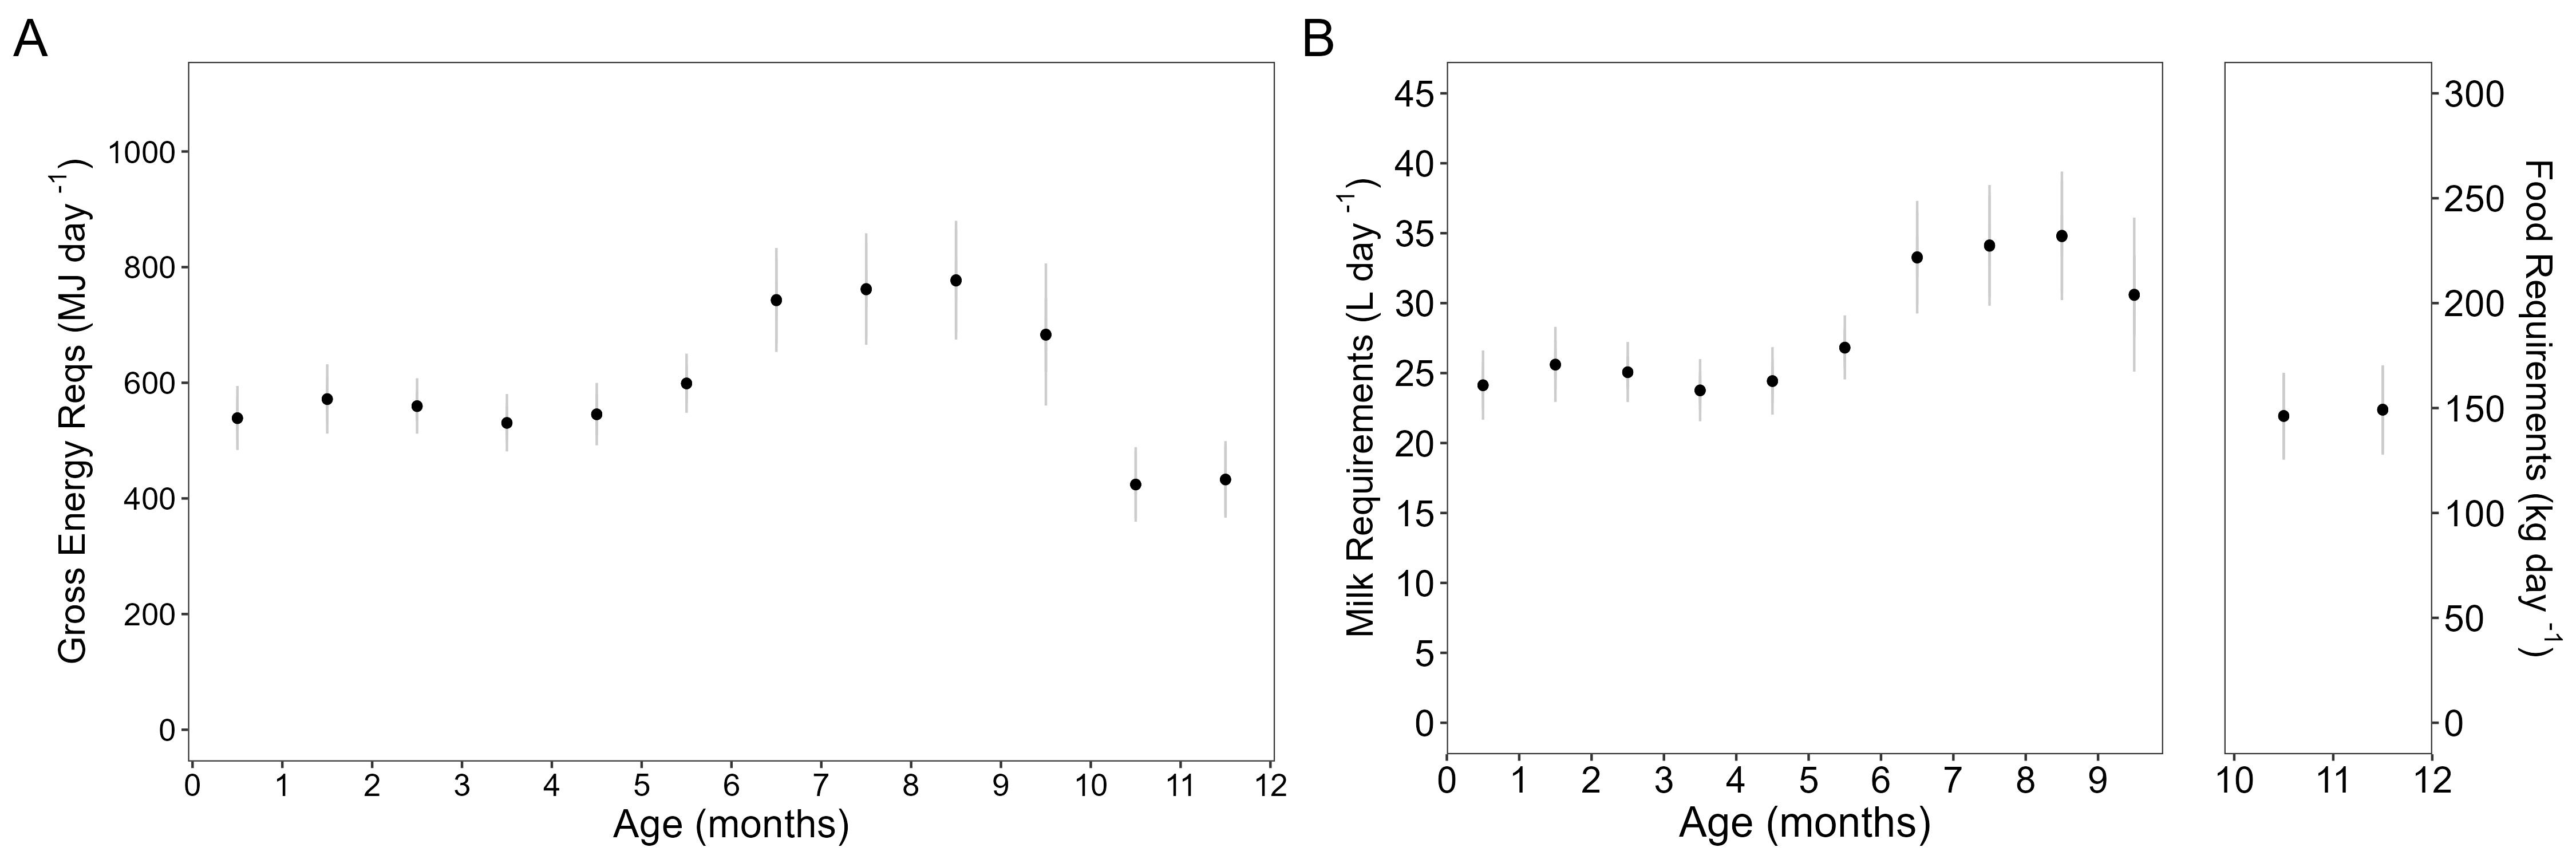 A
Gross Energy Reqs (MJ day -1)
1000
800
600
400
200
0
0 1 2 3 4 5 6 7 8 9 10 11 12
Age (months)
B
Milk Requirements (L day -1)
45
40
35
30
25
20
15
10
5
0
0 1 2 3 4 5 6 7 8 9
10 11 12
Age (months)
300
250
200
150
100
50
0
Food Requirements (kg day -1)